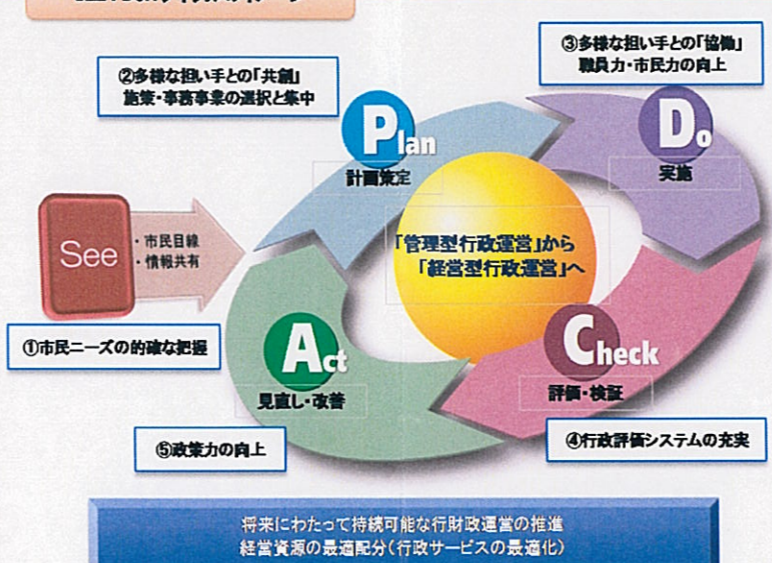 ②多様な担い手との「共創」
施策・事務事業の選択と集中
③多様な担い手との「協働」
職員力・市民力の向上
Plan
計画策定
Do
実施
See
・市民目線
・情報共有
「管理型行政運営」から
「経営型行政運営」へ
①市民ニーズの的確な把握
Act
見直し・改善
Check
評価・検証
⑤政策力の向上
④行政評価システムの充実
将来にわたって持続可能な行財政運営の推進
経営資源の最適配分(行政サービスの最適化)